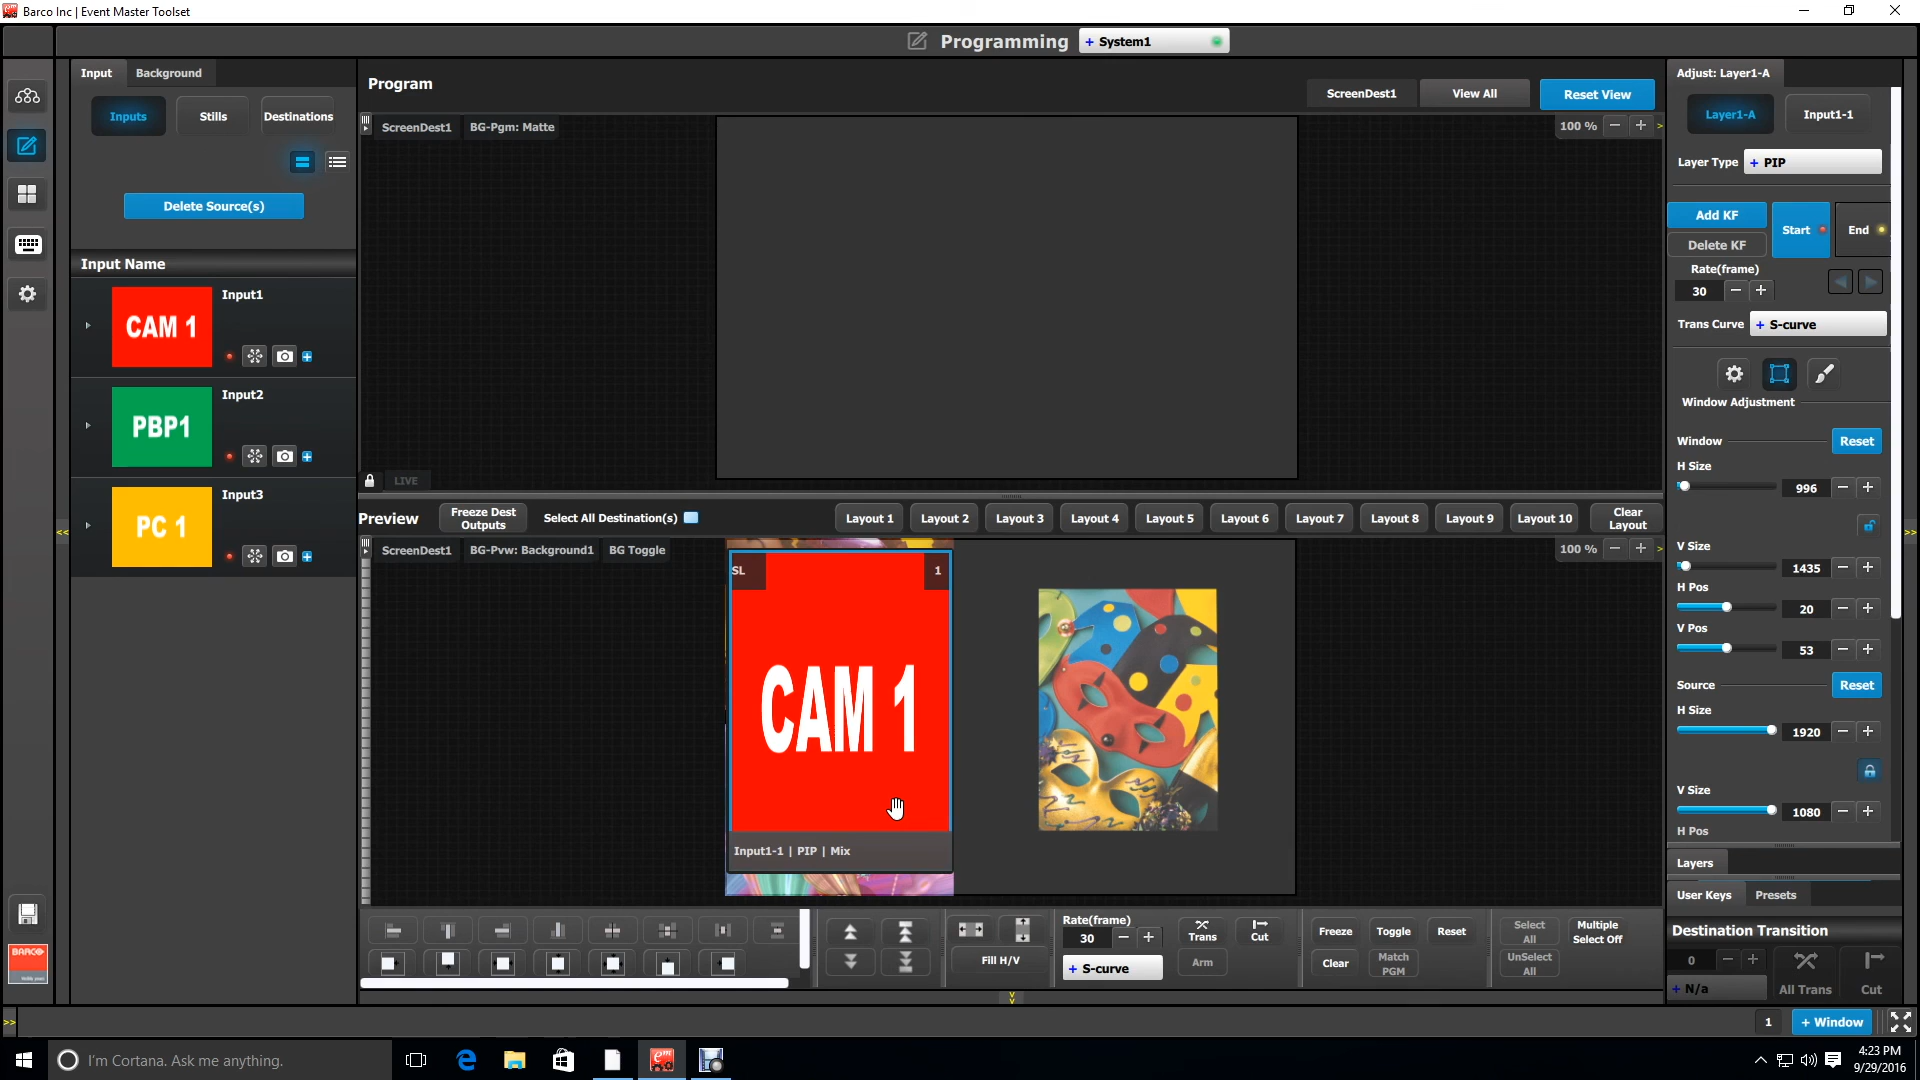 Barco Inc | Event Master Toolset
Programming
+ System1
Input
Background
Inputs
Stills
Destinations
Delete Source(s)
Input Name
CAM 1
Input1
PBP1
Input2
PC 1
Input3
<<
Program
ScreenDest1
View All
Reset View
ScreenDest1
BG-Pgm: Matte
100 %
>
LIVE
Preview
Freeze Dest
Outputs
Select All Destination(s)
Layout 1
Layout 2
Layout 3
Layout 4
Layout 5
Layout 6
Layout 7
Layout 8
Layout 9
Layout 10
Clear
Layout
ScreenDest1
BG-Pvw: Background1
BG Toggle
100 %
>
SL
1
CAM 1
Input1-1 | PIP | Mix
Fill H/V
Rate(frame)
30
+ S-curve
Trans
Cut
Arm
Freeze
Toggle
Reset
Clear
Match
PGM
Select
All
Multiple
Select Off
UnSelect
All
Adjust: Layer1-A
Layer1-A
Input1-1
Layer Type
+ PIP
Add KF
Delete KF
Start
End
Rate(frame)
30
Trans Curve
+ S-curve
Window Adjustment
Window
Reset
H Size
996
V Size
1435
H Pos
20
V Pos
53
Source
Reset
H Size
1920
V Size
1080
H Pos
>>
Layers
User Keys
Presets
Destination Transition
0
+ N/a
All Trans
Cut
BARCO
>>
1
+ Window
I'm Cortana. Ask me anything.
4:23 PM
9/29/2016